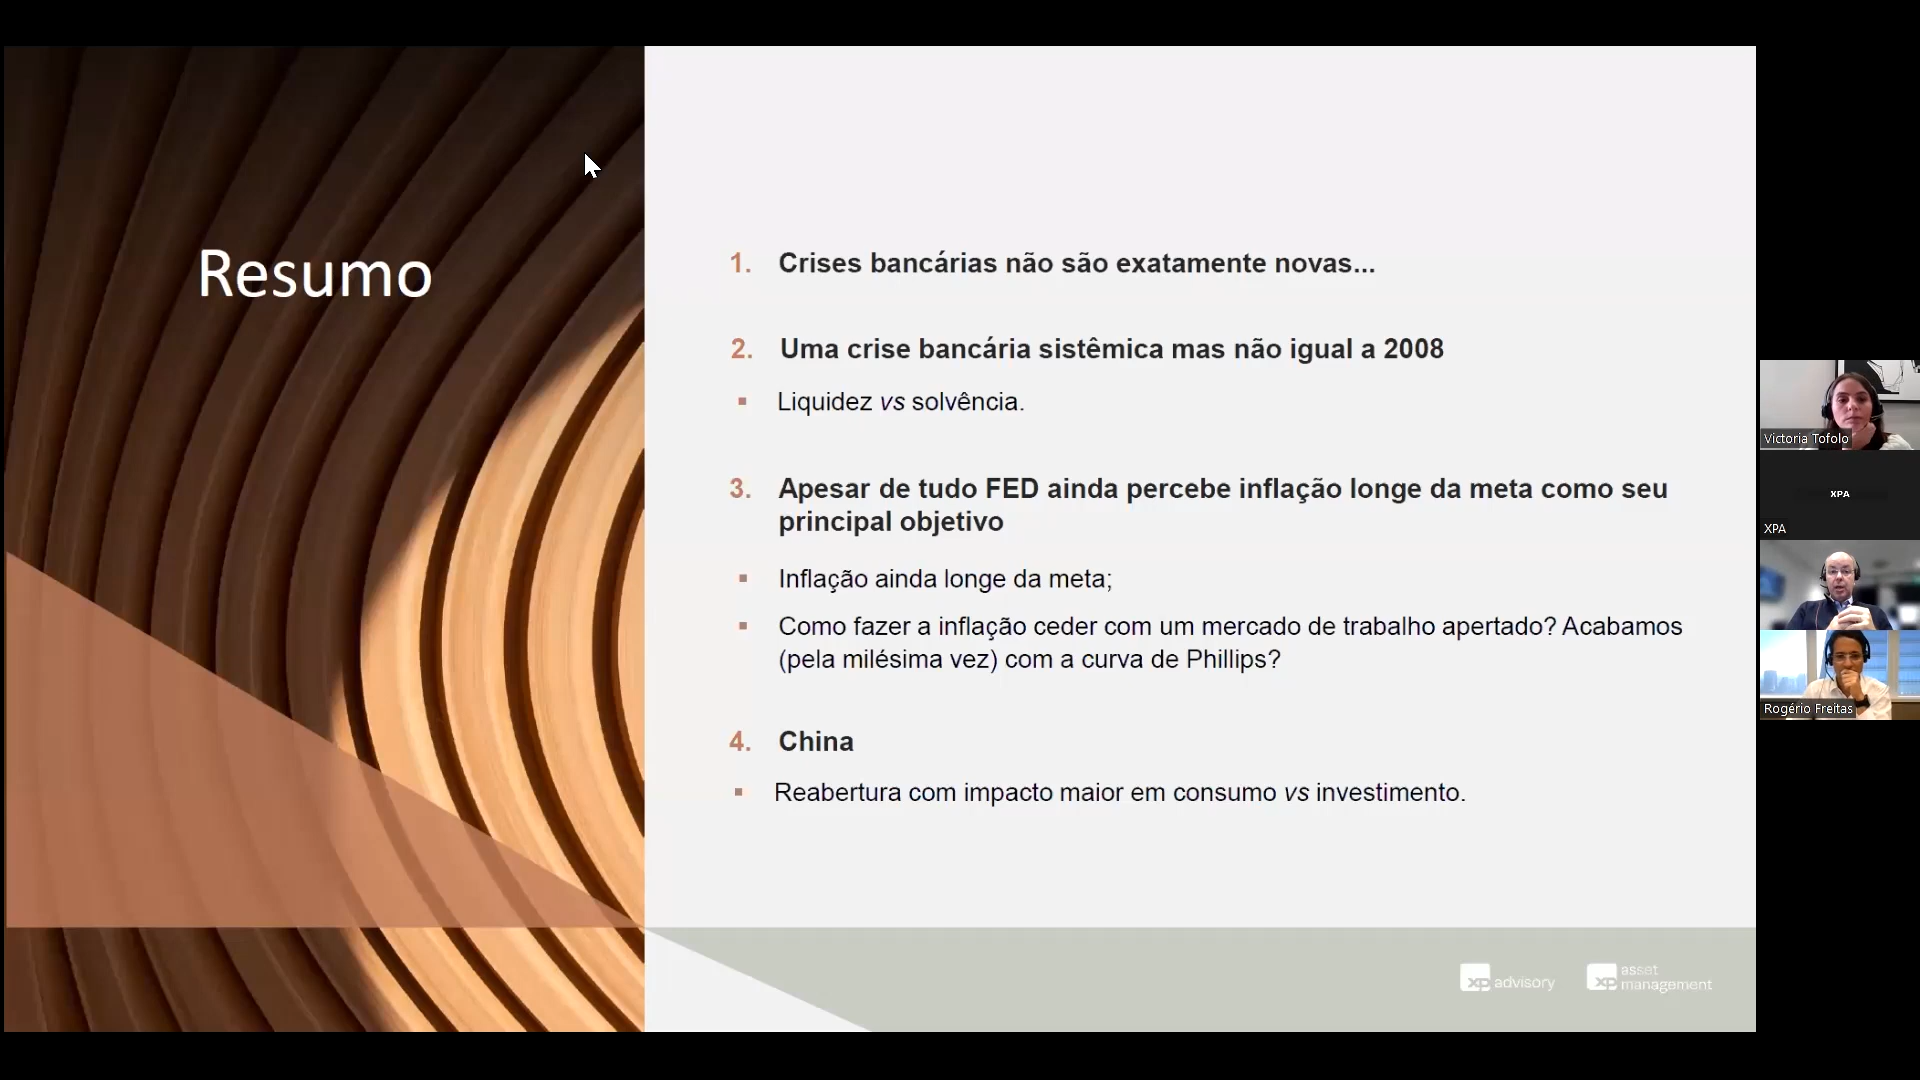 Resumo
1. Crises bancárias não são exatamente novas...
2. Uma crise bancária sistêmica mas não igual a 2008
▪ Liquidez vs solvência.
3. Apesar de tudo FED ainda percebe inflação longe da meta como seu
principal objetivo
▪ Inflação ainda longe da meta;
▪ Como fazer a inflação ceder com um mercado de trabalho apertado? Acabamos
(pela milésima vez) com a curva de Phillips?
4. China
▪ Reabertura com impacto maior em consumo vs investimento.
xp advisory
xp asset
management
Victoria Tofolo
XPA
XPA
Rogério Freitas